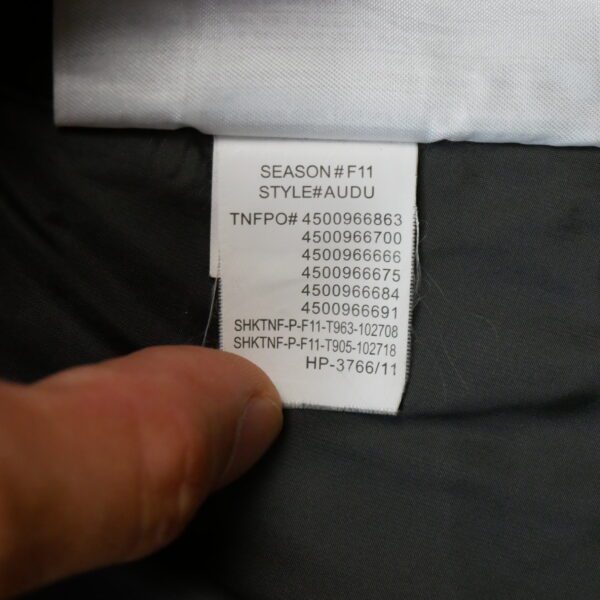 SEASON#F11
STYLE#AUDU
TNFPO# 4500966863
4500966700
4500966666
4500966675
4500966684
4500966691
SHKTNF-P-F11-T963-102708
SHKTNF-P-F11-T905-102718
HP-3766/11